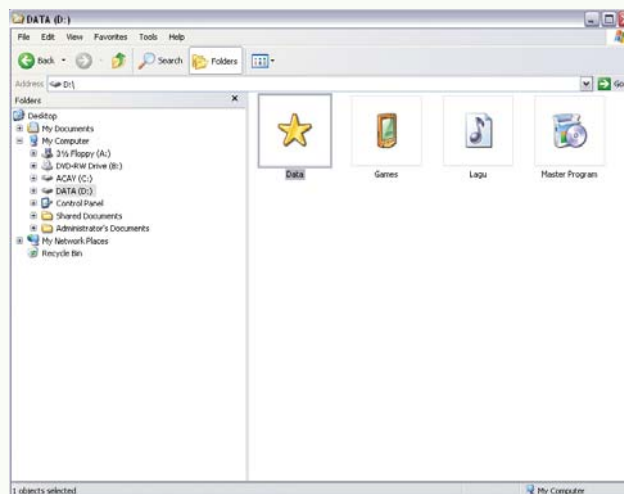 DATA (D:)
File Edit View Favorites Tools Help
Back Search Folders
Address D:\ Go
Folders
Desktop
My Documents
My Computer
3½ Floppy (A:)
DVD-RW Drive (B:)
ACAY (C:)
DATA (D:)
Control Panel
Shared Documents
Administrator's Documents
My Network Places
Recycle Bin
Data Games Lagu Master Program
1 objects selected My Computer